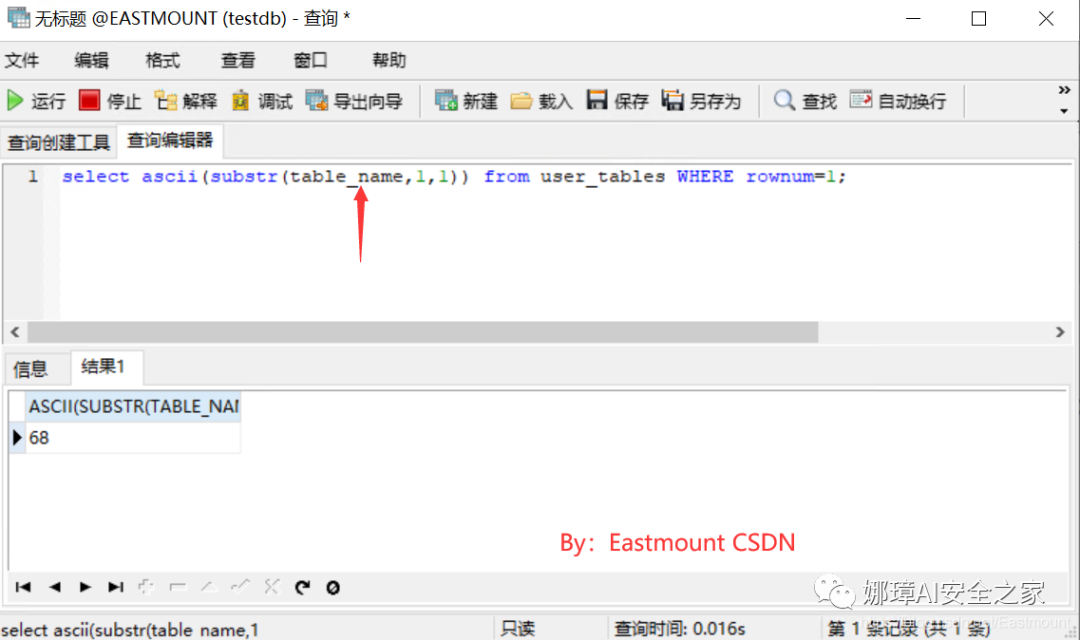 无标题 @EASTMOUNT (testdb) - 查询 *
文件 编辑 格式 查看 窗口 帮助
运行 停止 解释 调试 导出向导 新建 载入 保存 另存为 查找 自动换行
查询创建工具 查询编辑器
1 select ascii(substr(table_name,1,1)) from user_tables WHERE rownum=1;
信息 结果1
ASCII(SUBSTR(TABLE_NAM
68
By：Eastmount CSDN
娜璋AI安全之家
select ascii(substr(table_name,1 只读 查询时间: 0.016s 第 1 条记录 (共 1 条)